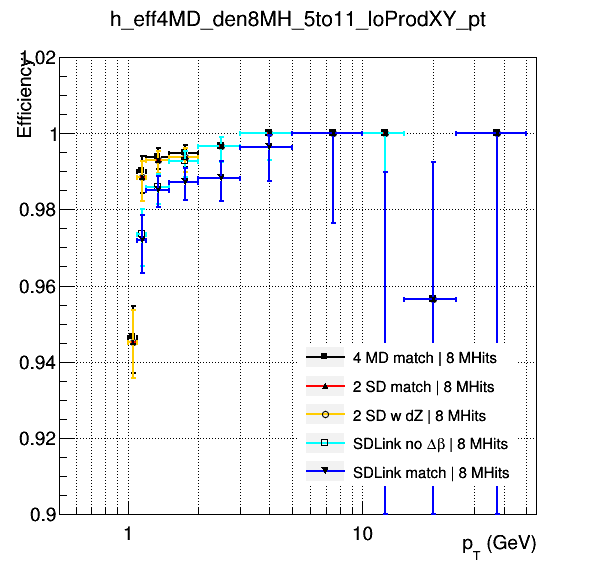 h_eff4MD_den8MH_5to11_loProdXY_pt
Efficiency
1.02
1
0.98
0.96
0.94
0.92
0.9
4 MD match | 8 MHits
2 SD match | 8 MHits
2 SD w dZ | 8 MHits
SDLink no Δβ | 8 MHits
SDLink match | 8 MHits
1
10
p_T (GeV)